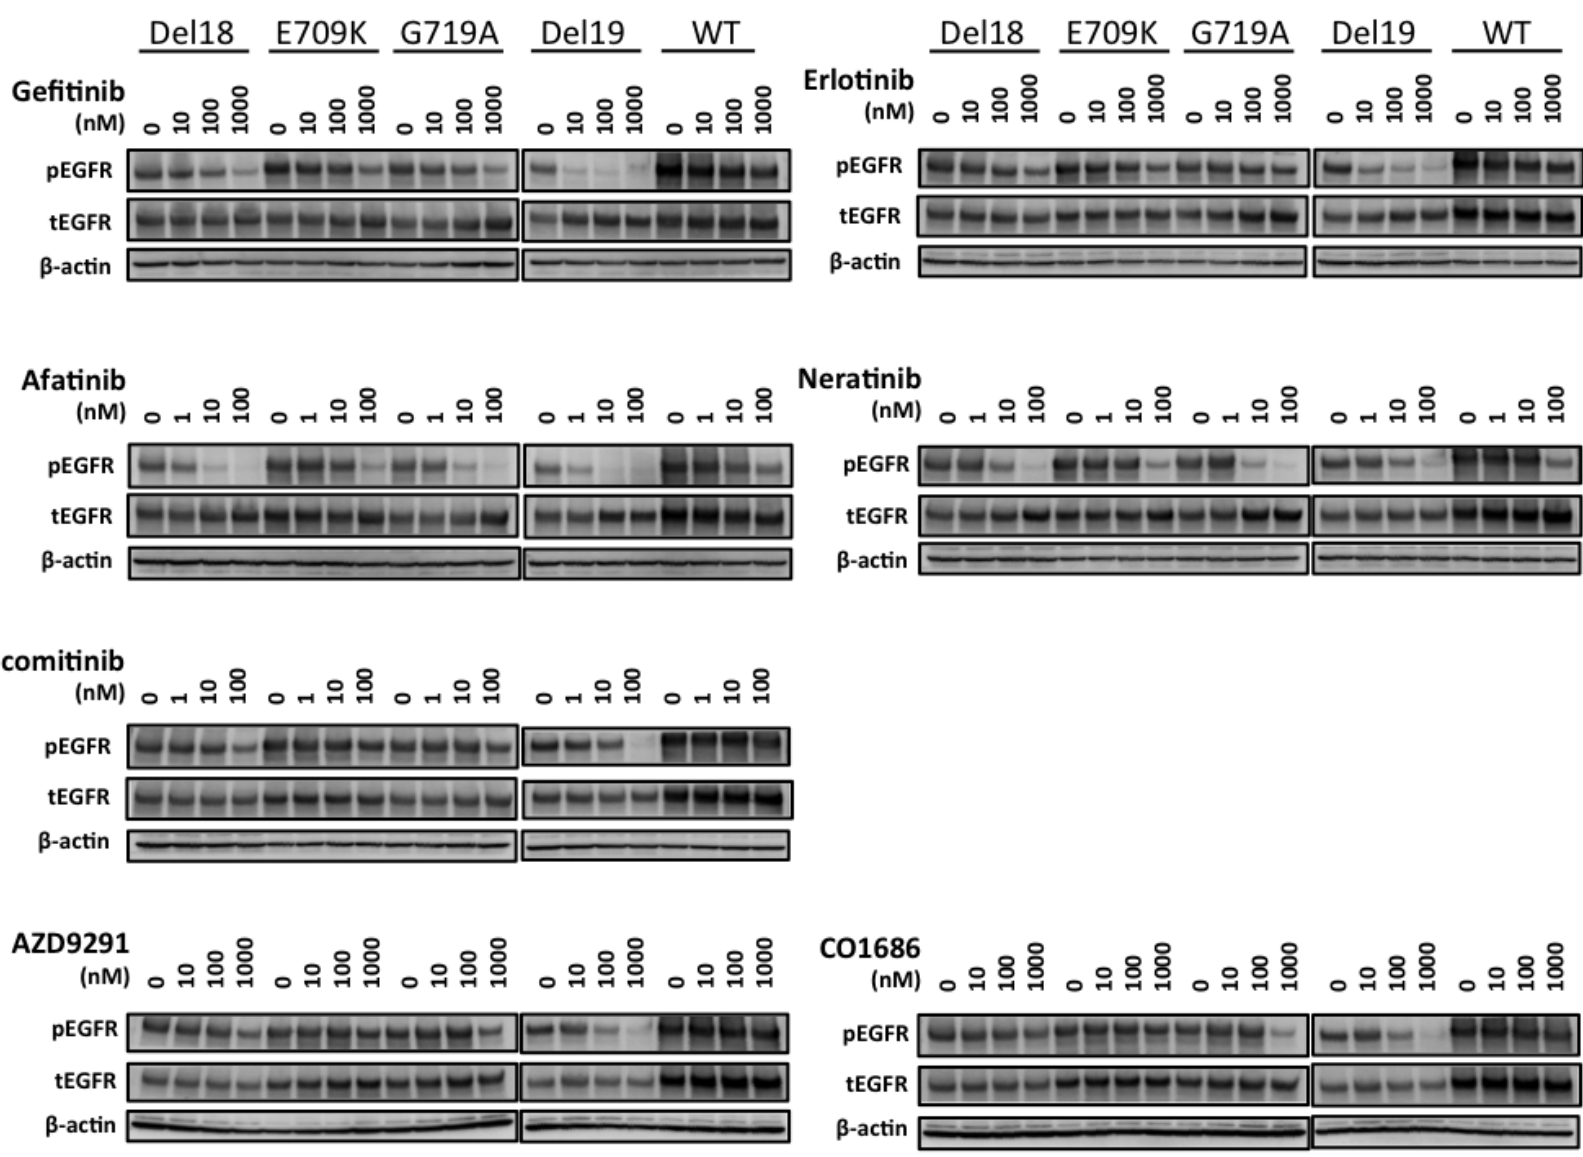 Del18 E709K G719A Del19 WT Del18 E709K G719A Del19 WT
Gefitinib (nM) 0 10 100 1000 0 10 100 1000 0 10 100 1000 0 10 100 1000 0 10 100 1000
pEGFR
tEGFR
β-actin
Erlotinib (nM) 0 10 100 1000 0 10 100 1000 0 10 100 1000 0 10 100 1000 0 10 100 1000
pEGFR
tEGFR
β-actin
Afatinib (nM) 0 1 10 100 0 1 10 100 0 1 10 100 0 1 10 100 0 1 10 100
pEGFR
tEGFR
β-actin
Neratinib (nM) 0 1 10 100 0 1 10 100 0 1 10 100 0 1 10 100 0 1 10 100
pEGFR
tEGFR
β-actin
comitinib (nM) 0 1 10 100 0 1 10 100 0 1 10 100 0 1 10 100 0 1 10 100
pEGFR
tEGFR
β-actin
AZD9291 (nM) 0 10 100 1000 0 10 100 1000 0 10 100 1000 0 10 100 1000 0 10 100 1000
pEGFR
tEGFR
β-actin
CO1686 (nM) 0 10 100 1000 0 10 100 1000 0 10 100 1000 0 10 100 1000 0 10 100 1000
pEGFR
tEGFR
β-actin